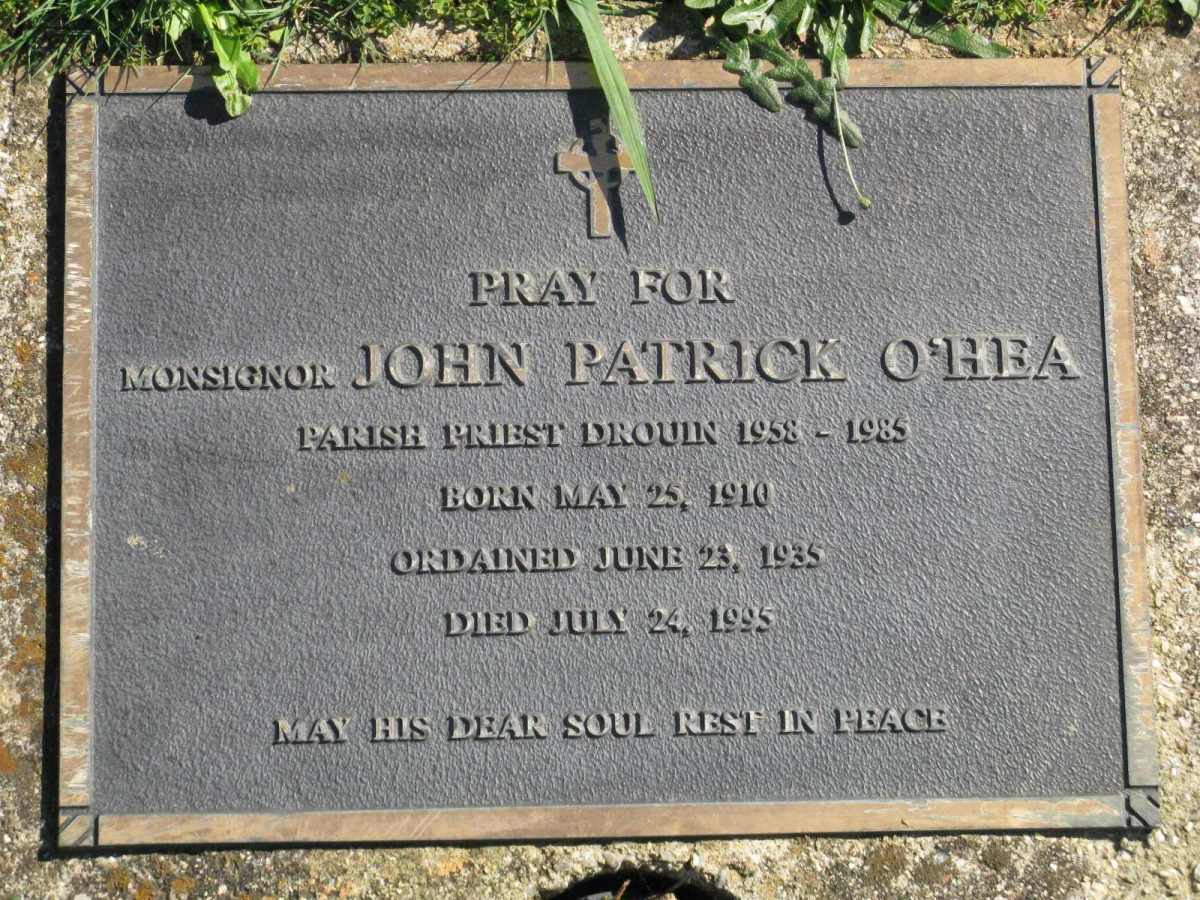 PRAY FOR
MONSIGNOR JOHN PATRICK O'HEA
PARISH PRIEST DROUIN 1958 - 1985
BORN MAY 25, 1910
ORDAINED JUNE 23, 1935
DIED JULY 24, 1995
MAY HIS DEAR SOUL REST IN PEACE